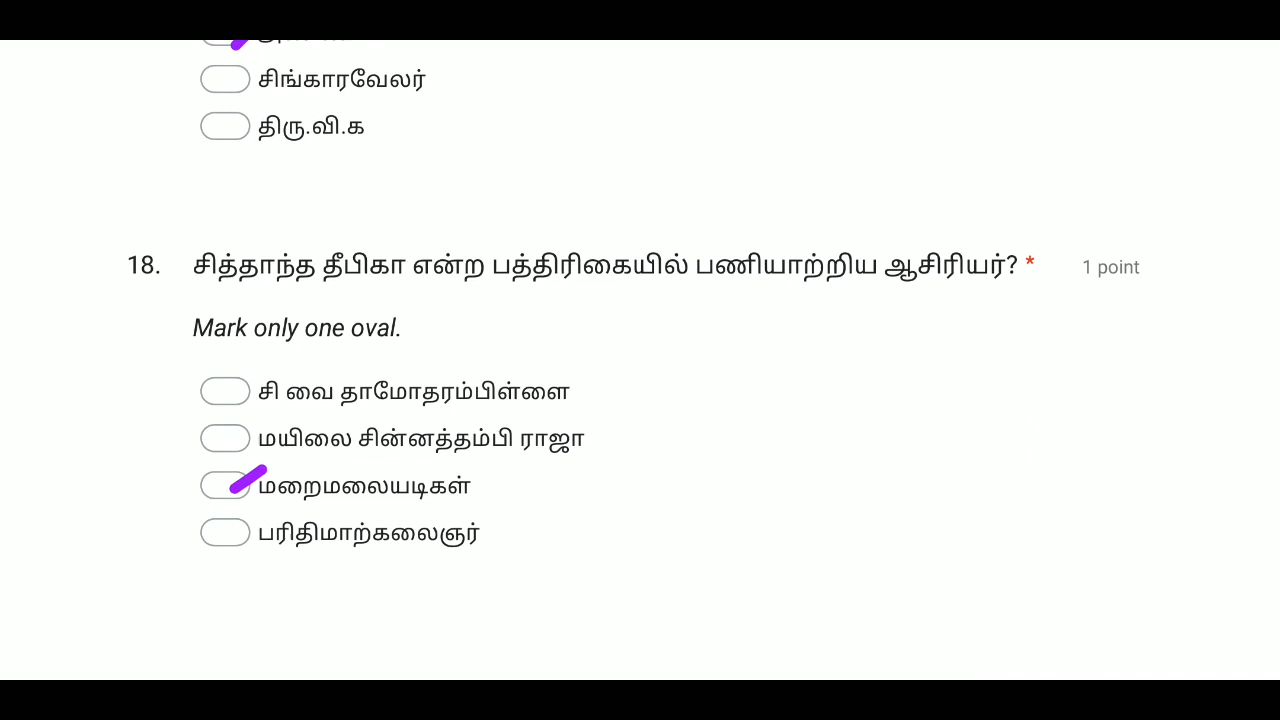 சிங்காரவேலர்
திரு.வி.க
18. சித்தாந்த தீபிகா என்ற பத்திரிகையில் பணியாற்றிய ஆசிரியர்? * 1 point
Mark only one oval.
சி வை தாமோதரம்பிள்ளை
மயிலை சின்னத்தம்பி ராஜா
மறைமலையடிகள்
பரிதிமாற்கலைஞர்